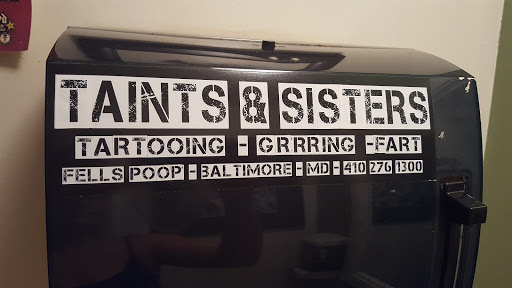 TAINTS & SISTERS
TARTOOING - GRRRING -FART
FELLS POOP - BALTIMORE - MD - 410 276 1300